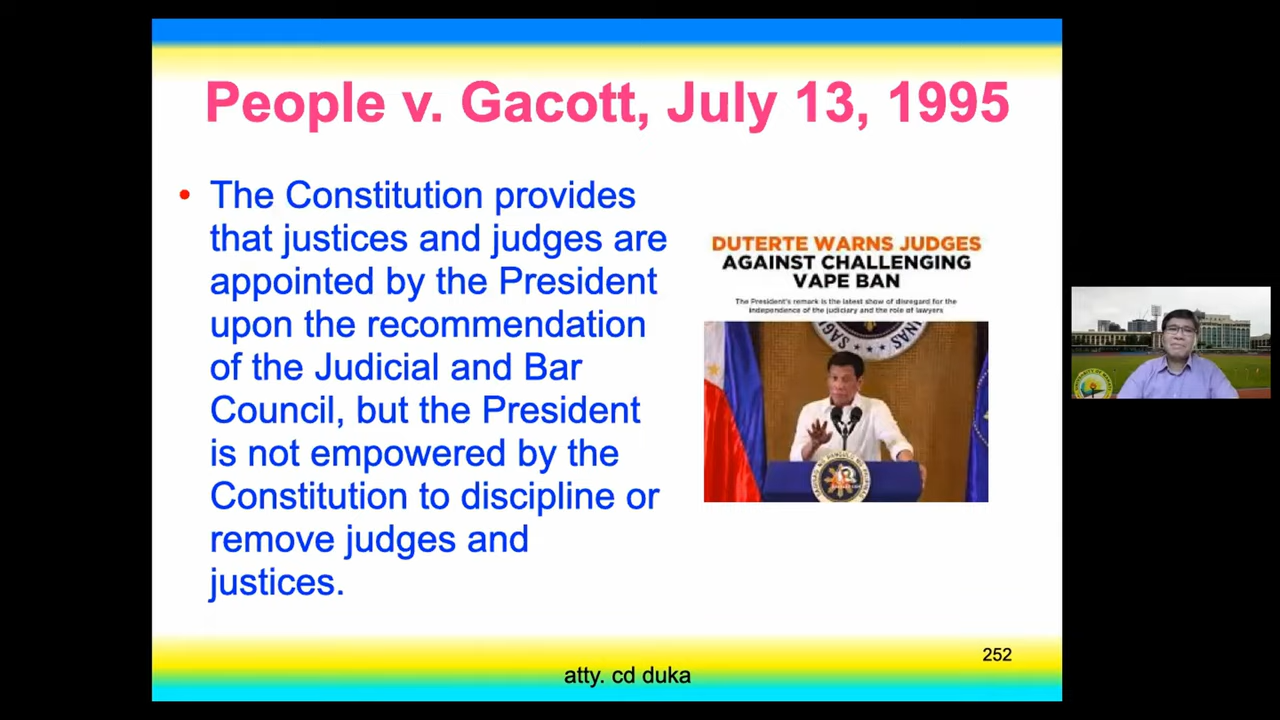 People v. Gacott, July 13, 1995
• The Constitution provides
that justices and judges are
appointed by the President
upon the recommendation
of the Judicial and Bar
Council, but the President
is not empowered by the
Constitution to discipline or
remove judges and
justices.
DUTERTE WARNS JUDGES
AGAINST CHALLENGING
VAPE BAN
The President's remark is the latest show of disregard for the
independence of the judiciary and the role of lawyers
252
atty. cd duka